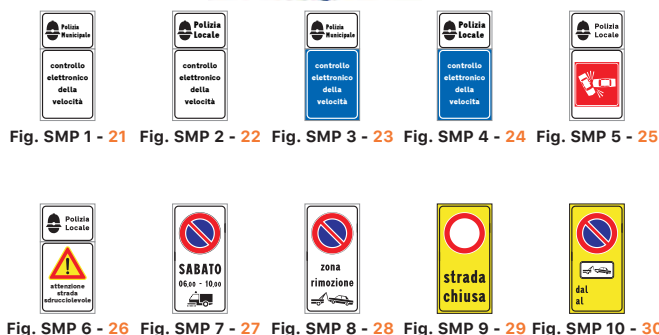 Polizia
Municipale
controllo
elettronico
della
velocità
Polizia
Locale
controllo
elettronico
della
velocità
Polizia
Municipale
controllo
elettronico
della
velocità
Polizia
Locale
controllo
elettronico
della
velocità
Polizia
Locale
Fig. SMP 1 - 21
Fig. SMP 2 - 22
Fig. SMP 3 - 23
Fig. SMP 4 - 24
Fig. SMP 5 - 25
Polizia
Locale
attenzione
strada
sdrucciolevole
SABATO
06,00 - 10,00
zona
rimozione
strada
chiusa
dal
al
Fig. SMP 6 - 26
Fig. SMP 7 - 27
Fig. SMP 8 - 28
Fig. SMP 9 - 29
Fig. SMP 10 - 30